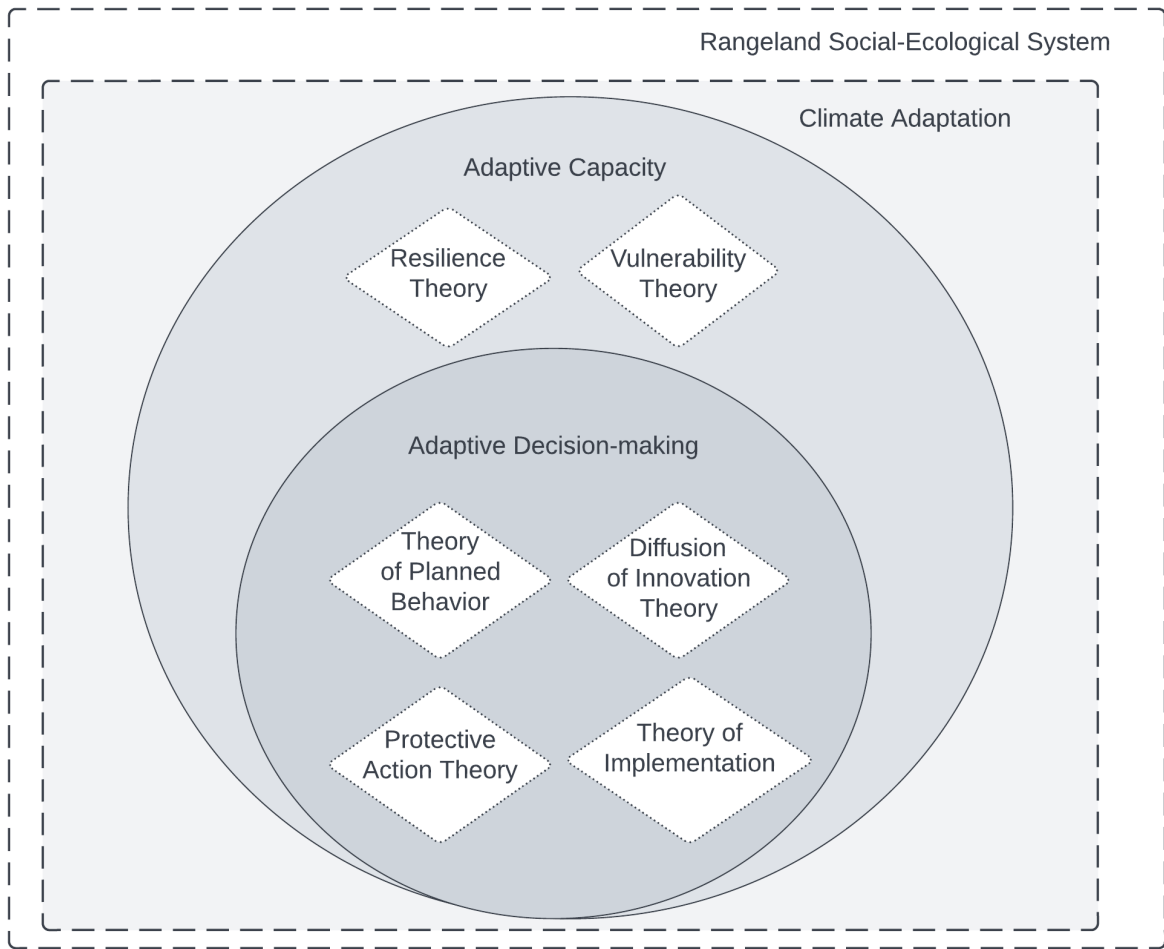 Rangeland Social-Ecological System
Climate Adaptation
Adaptive Capacity
Resilience
Theory
Vulnerability
Theory
Adaptive Decision-making
Theory
of Planned
Behavior
Diffusion
of Innovation
Theory
Protective
Action Theory
Theory of
Implementation